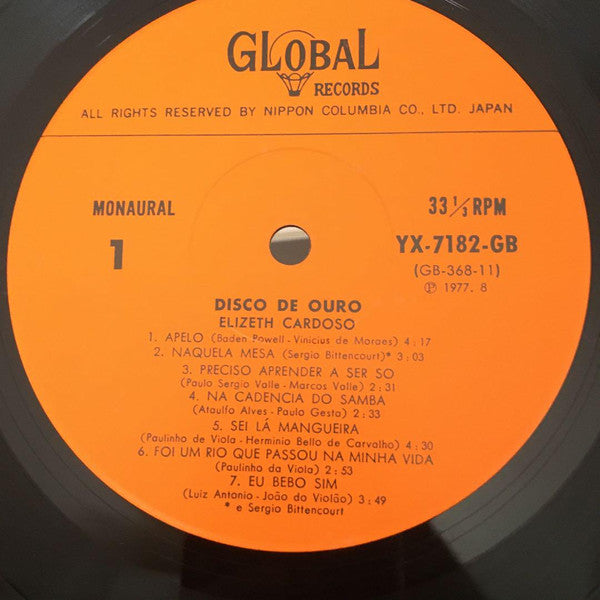 GLOBAL
RECORDS
ALL RIGHTS RESERVED BY NIPPON COLUMBIA CO., LTD. JAPAN
MONAURAL
33 1/3 RPM
1
YX-7182-GB
(GB-368-11)
Ⓟ 1977. 8
DISCO DE OURO
ELIZETH CARDOSO
1. APELO (Baden Powell - Vinicius de Moraes) 4:17
2. NAQUELA MESA (Sergio Bittencourt)* 3:03
3. PRECISO APRENDER A SER SO
(Paulo Sergio Valle - Marcos Valle) 2:31
4. NA CADENCIA DO SAMBA
(Ataulfo Alves - Paulo Gesta) 2:33
5. SEI LÁ MANGUEIRA
(Paulinho de Viola - Herminio Bello de Carvalho) 4:30
6. FOI UM RIO QUE PASSOU NA MINHA VIDA
(Paulinho da Viola) 2:53
7. EU BEBO SIM
(Luiz Antonio - João do Violão) 3:49
* e Sergio Bittencourt